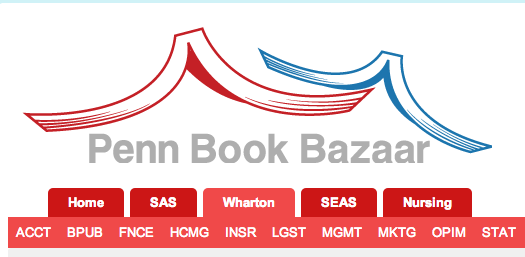 Penn Book Bazaar
Home SAS Wharton SEAS Nursing
ACCT BPUB FNCE HCMG INSR LGST MGMT MKTG OPIM STAT